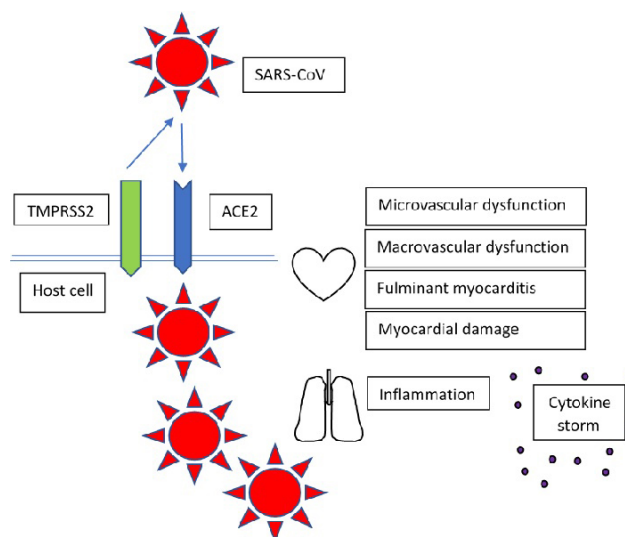 SARS-CoV
TMPRSS2
ACE2
Host cell
Microvascular dysfunction
Macrovascular dysfunction
Fulminant myocarditis
Myocardial damage
Inflammation
Cytokine
storm